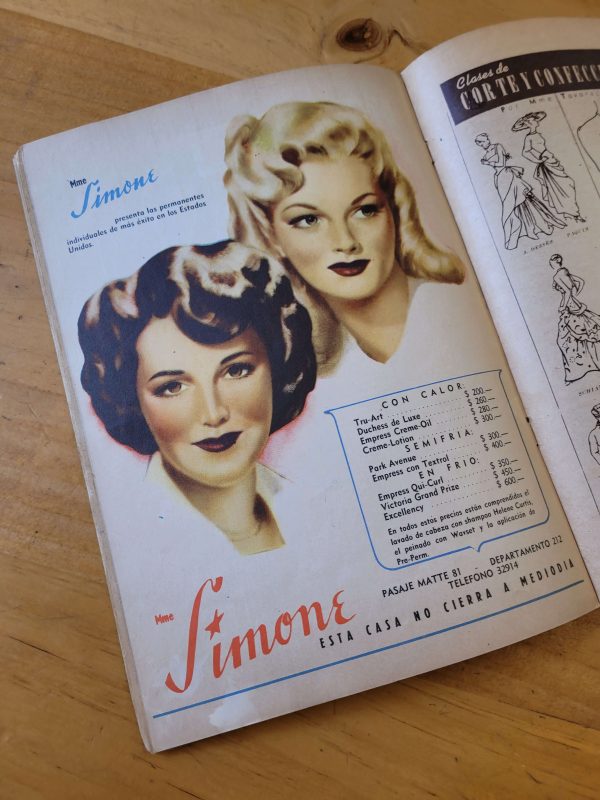 Mme
Simone
presenta las permanentes
individuales de más éxito en los Estados
Unidos.
CON CALOR:
Tru-Art . . . . . . . . . . $ 200.—
Duchess de Luxe . . . . . . $ 260.—
Empress Creme-Oil . . . . . $ 280.—
Creme-Lotion . . . . . . . . $ 300.—
SEMIFRIA:
Park Avenue . . . . . . . . $ 300.—
Empress con Textrol . . . . $ 400.—
EN FRIO:
Empress Qui-Curl . . . . . $ 350.—
Victoria Grand Prize . . . . $ 450.—
Excellency . . . . . . . . . $ 600.—
En todos estos precios están comprendidos el
lavado de cabeza con shampoo Helene Curtis,
el peinado con Wavset y la aplicación de
Pre-Perm.
PASAJE MATTE 81 - DEPARTAMENTO 212
TELEFONO 32914
Mme
Simone
ESTA CASA NO CIERRA A MEDIODIA
Clases de
CORTE Y CONFECC
Por Mme
PAQUIN